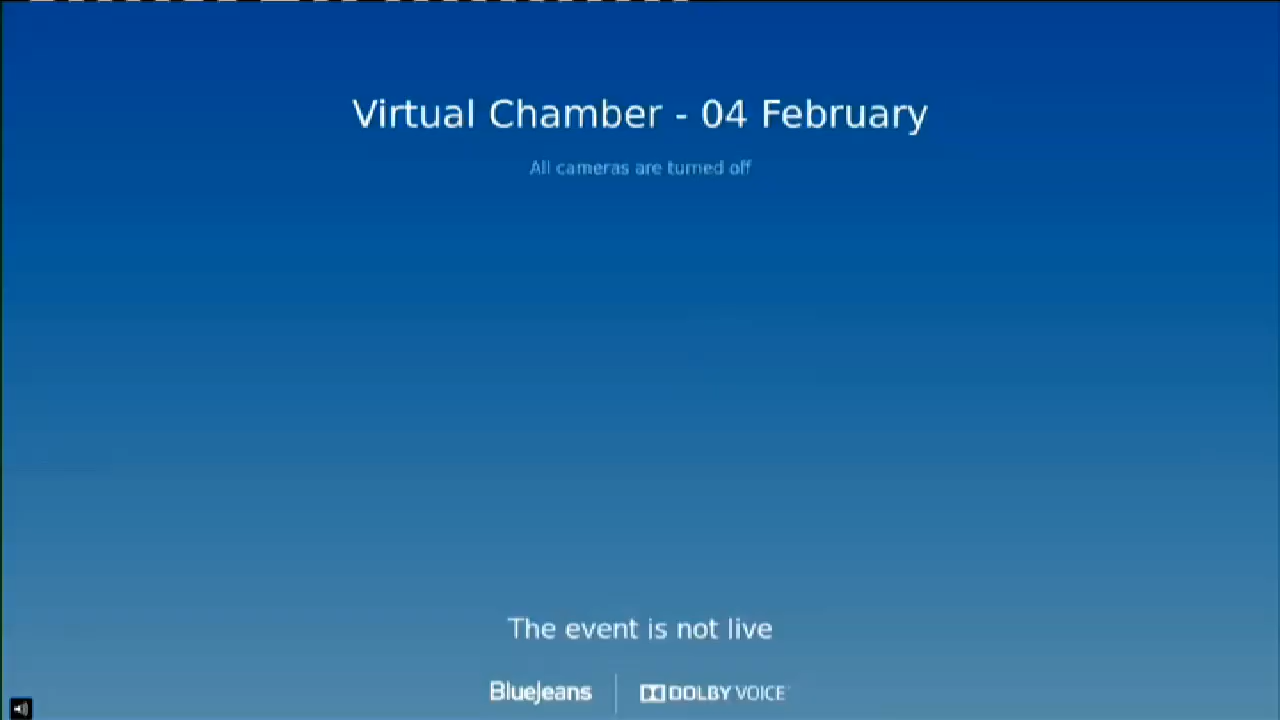 Virtual Chamber - 04 February
All cameras are turned off
The event is not live
BlueJeans
DOLBY VOICE